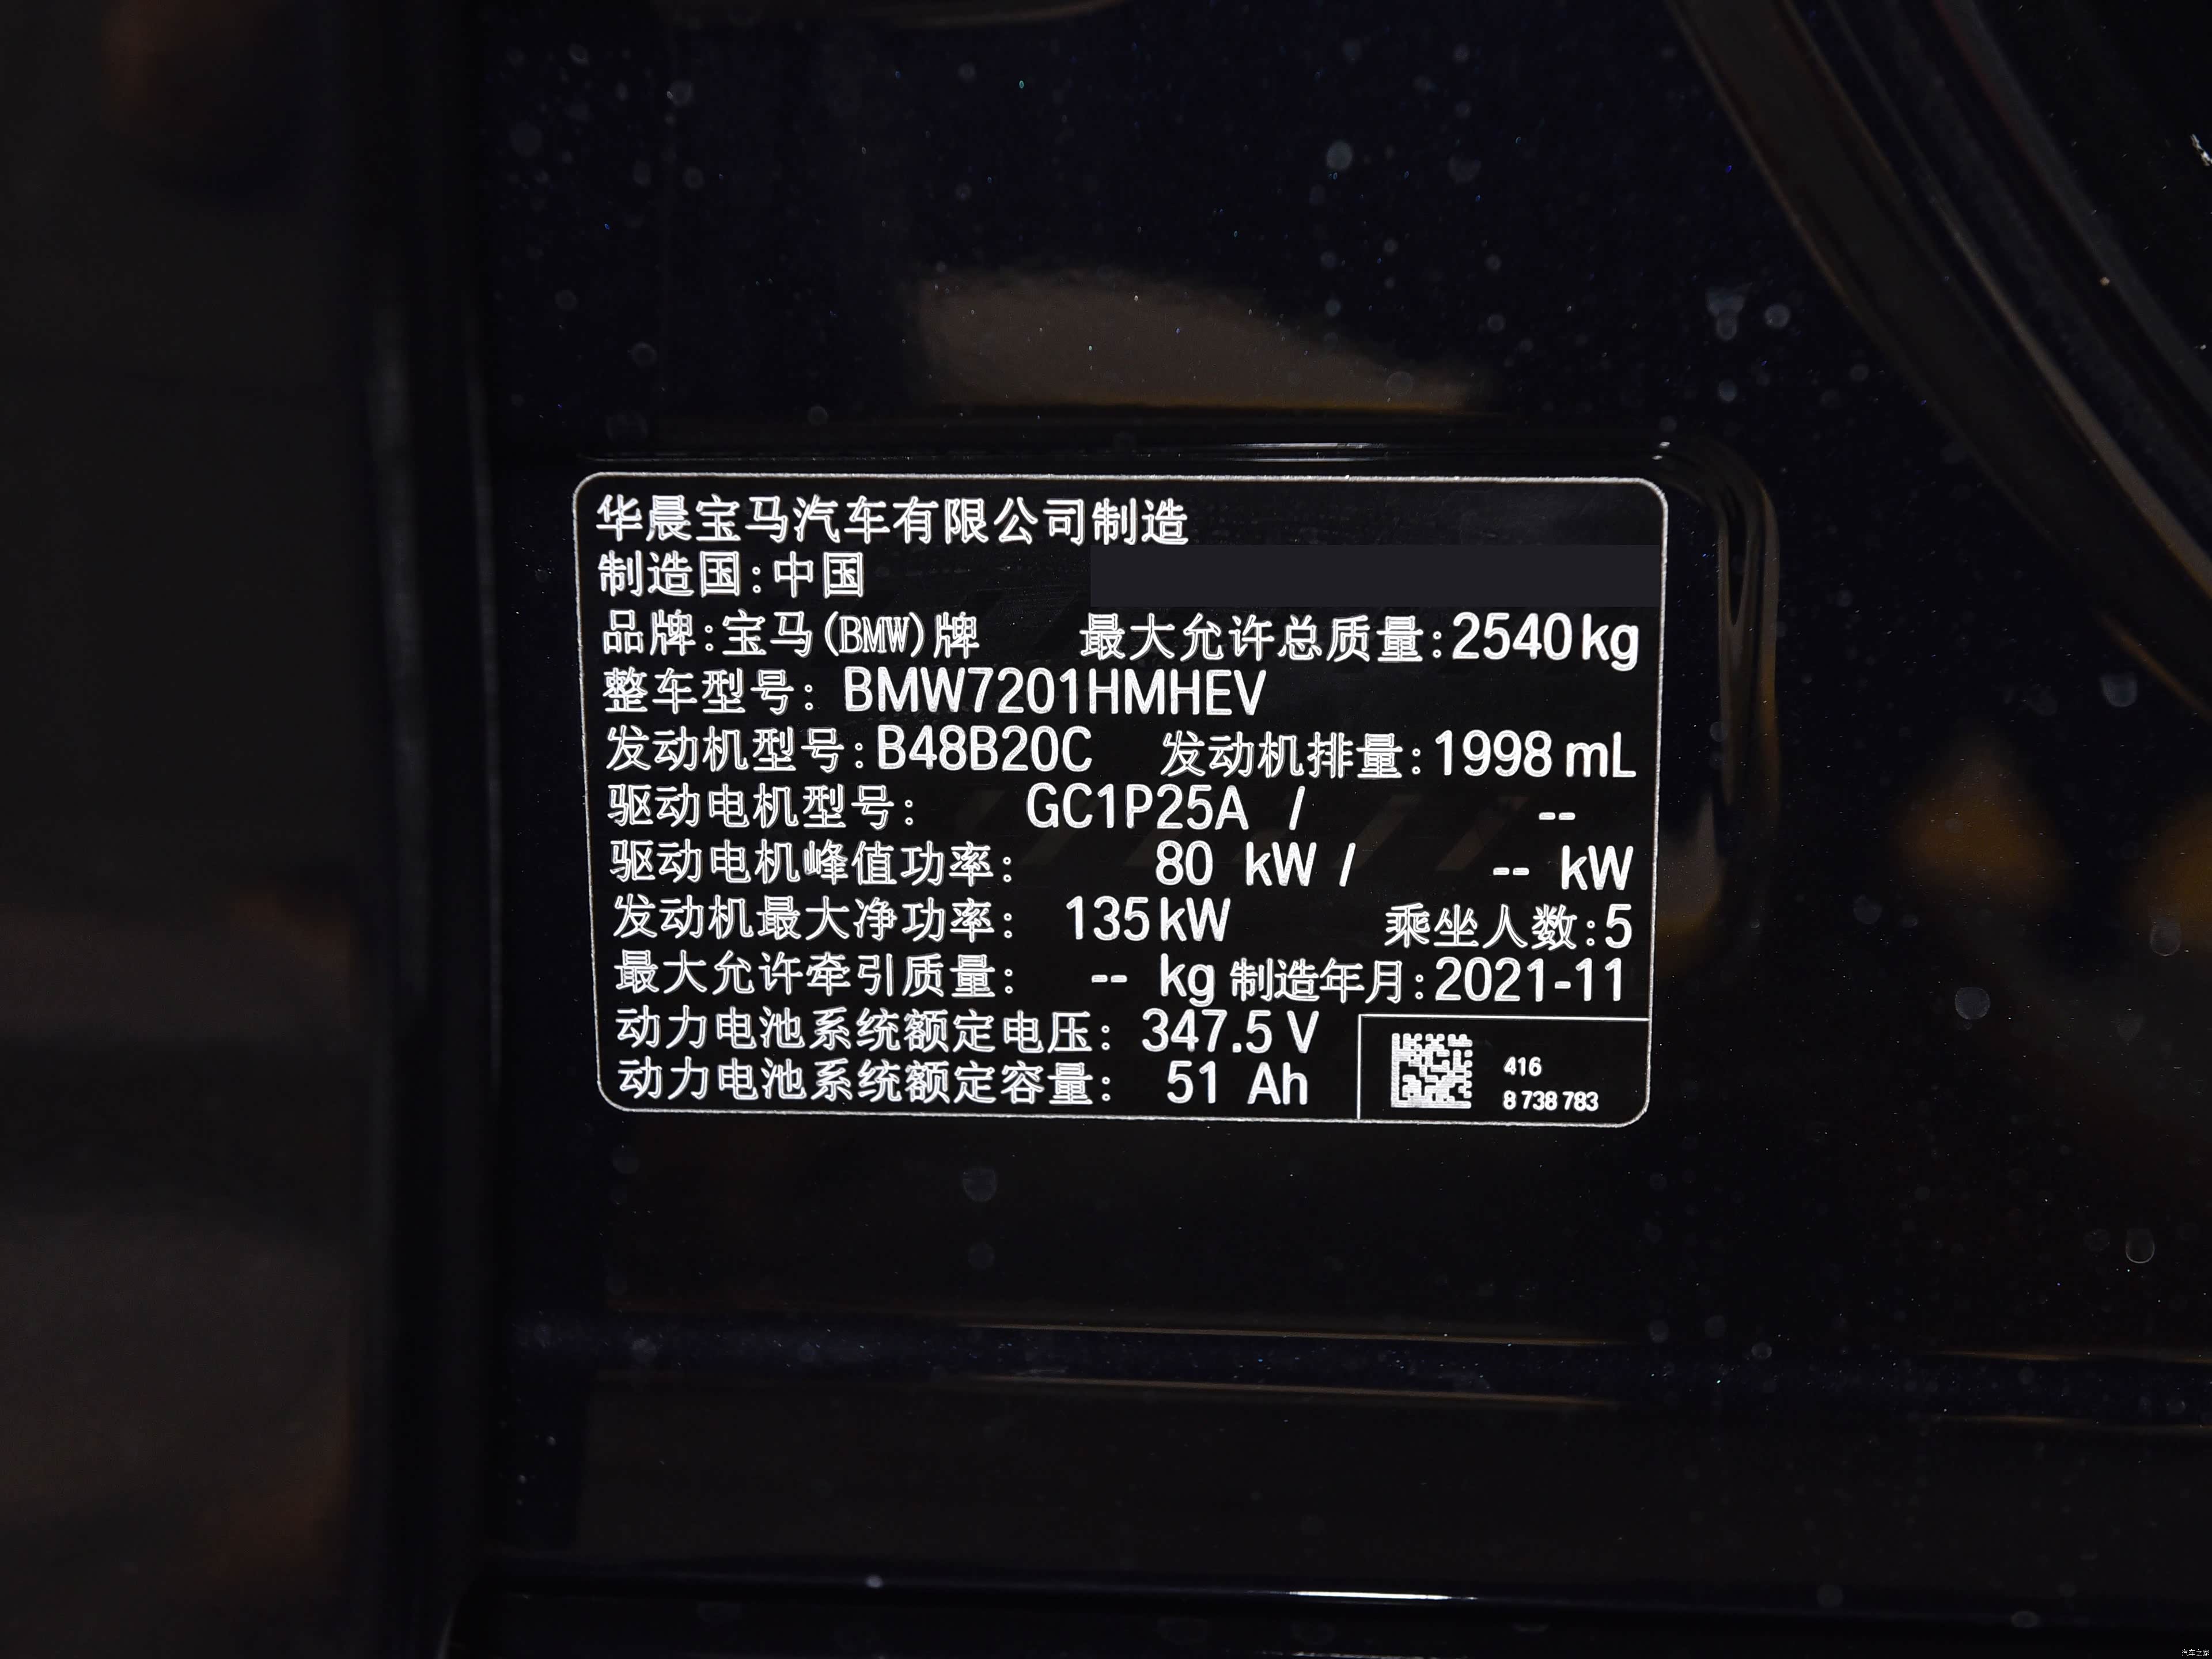 华晨宝马汽车有限公司制造
制造国:中国
品牌:宝马(BMW)牌 最大允许总质量:2540kg
整车型号: BMW7201HMHEV
发动机型号:B48B20C 发动机排量:1998 mL
驱动电机型号: GC1P25A / --
驱动电机峰值功率: 80 kW / -- kW
发动机最大净功率: 135kW 乘坐人数:5
最大允许牵引质量: -- kg 制造年月:2021-11
动力电池系统额定电压: 347.5 V
动力电池系统额定容量: 51 Ah
416
8 738 783
汽车之家